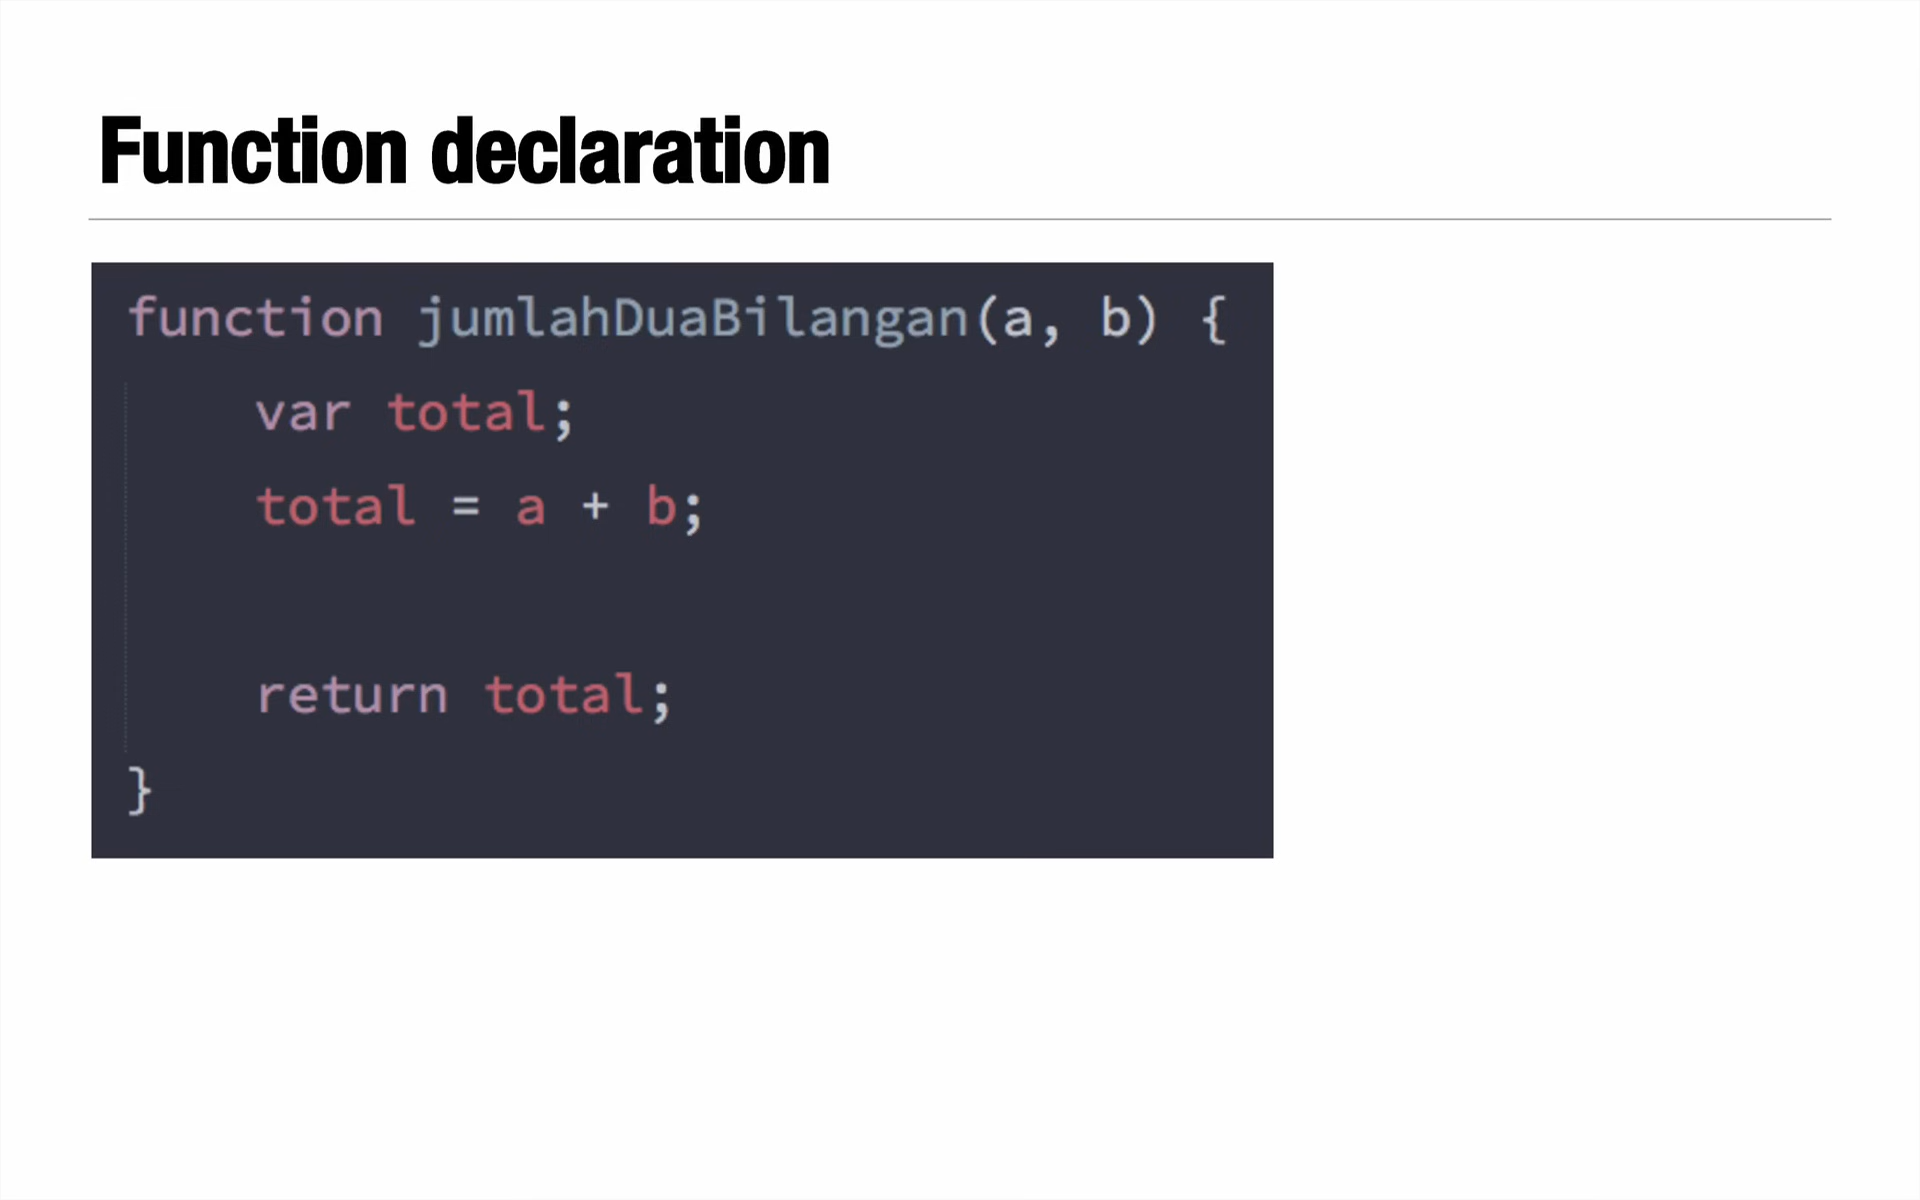 Function declaration
function jumlahDuaBilangan(a, b) {
var total;
total = a + b;
return total;
}